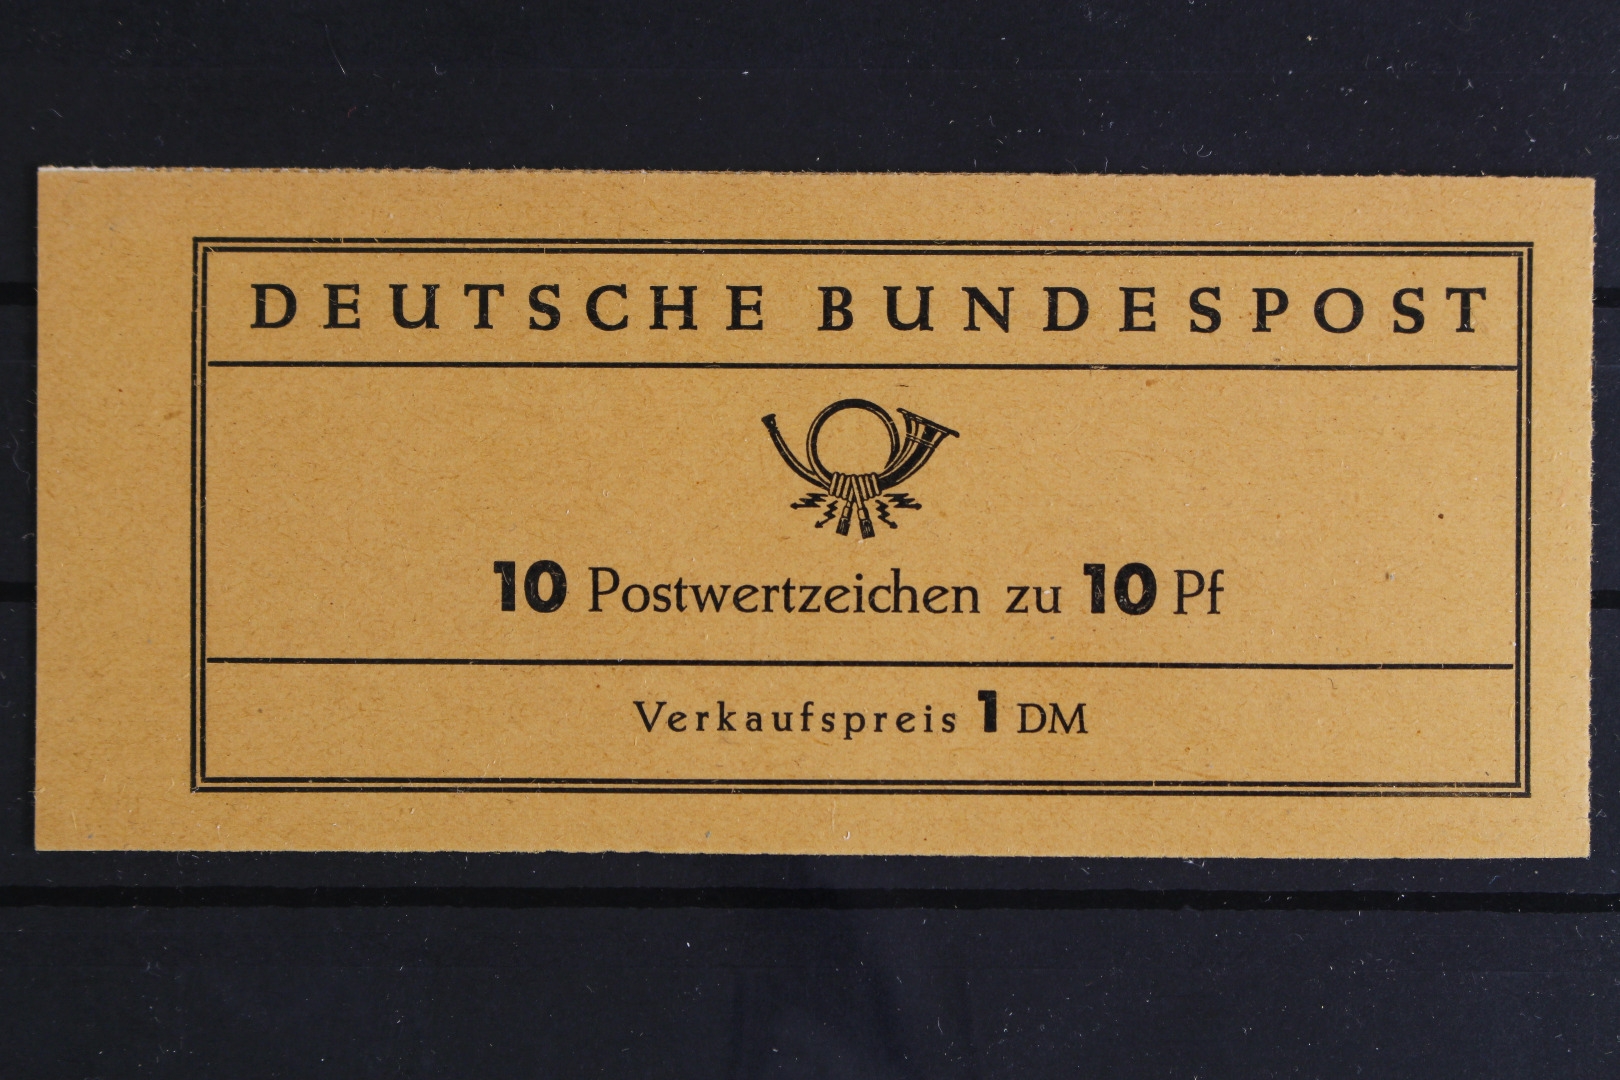 DEUTSCHE BUNDESPOST
10 Postwertzeichen zu 10 Pf
Verkaufspreis 1 DM